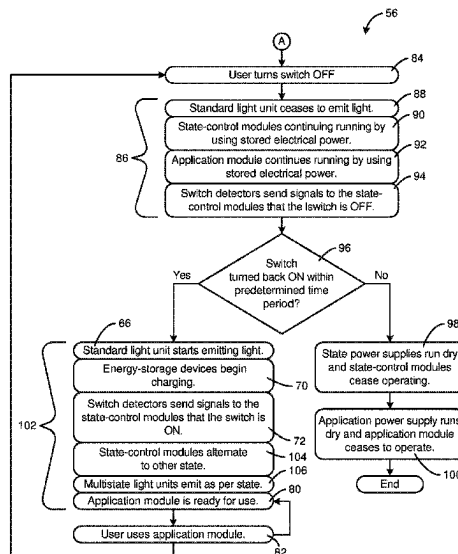 56
A
84
User turns switch OFF
88
Standard light unit ceases to emit light.
90
State-control modules continuing running by
using stored electrical power.
92
86
Application module continues running by using
stored electrical power.
94
Switch detectors send signals to the state-
control modules that the lswitch is OFF.
96
Switch
turned back ON within
predetermined time
period?
Yes
No
66
98
Standard light unit starts emitting light.
State power supplies run dry
and state-control modules
cease operating.
Energy-storage devices begin
charging.
70
102
Switch detectors send signals to the
state-control modules that the switch is
ON.
72
Application power supply runs
dry and application module
ceases to operate.
100
State-control modules alternate
to other state.
104
106
Multistate light units emit as per state.
Application module is ready for use.
80
End
User uses application module.
82